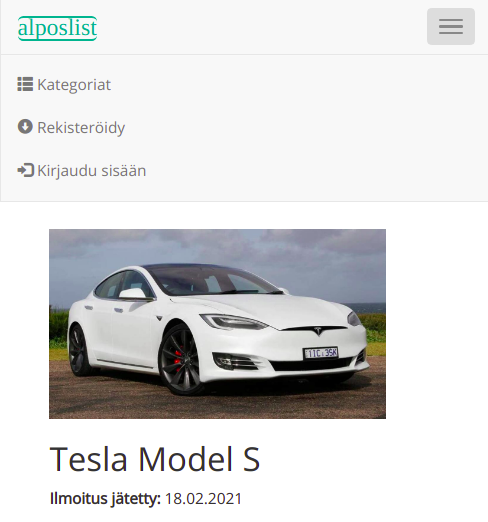 alposlist
Kategoriat
Rekisteröidy
Kirjaudu sisään
Tesla Model S
Ilmoitus jätetty: 18.02.2021